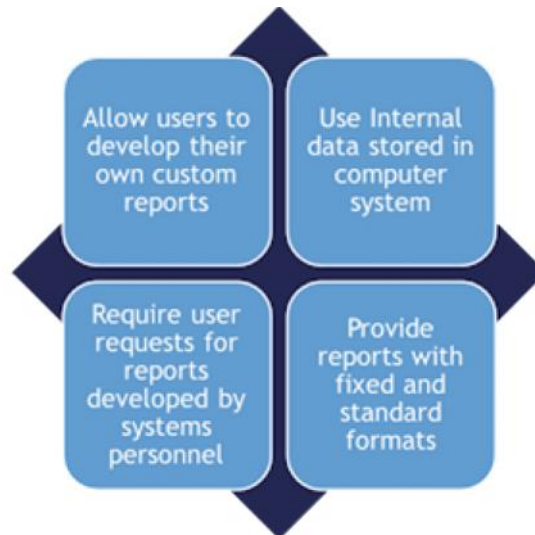 Allow users to
develop their
own custom
reports
Use Internal
data stored in
computer
system
Require user
requests for
reports
developed by
systems
personnel
Provide
reports with
fixed and
standard
formats